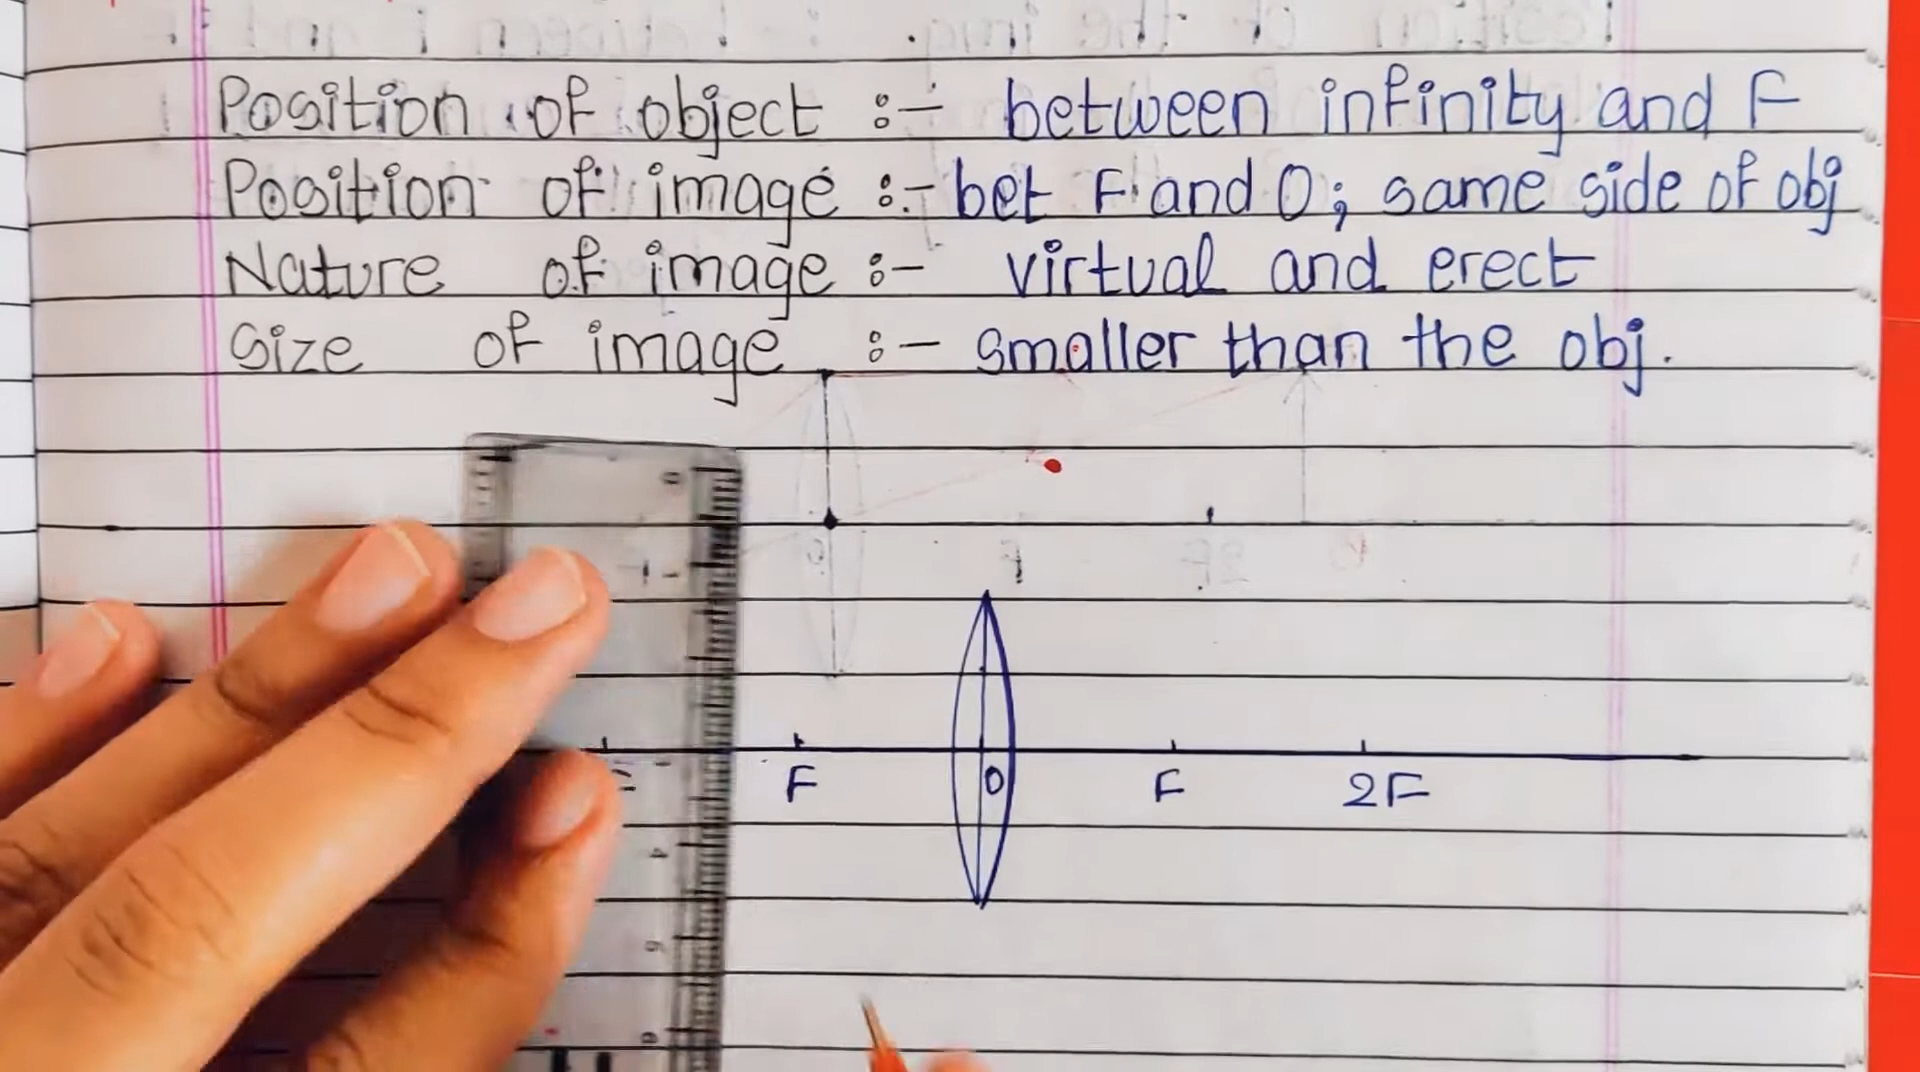 Position of object :- between infinity and F
Position of image :- bet F and O; same side of obj
Nature of image :- virtual and erect
Size of image :- smaller than the obj.
F O F 2F